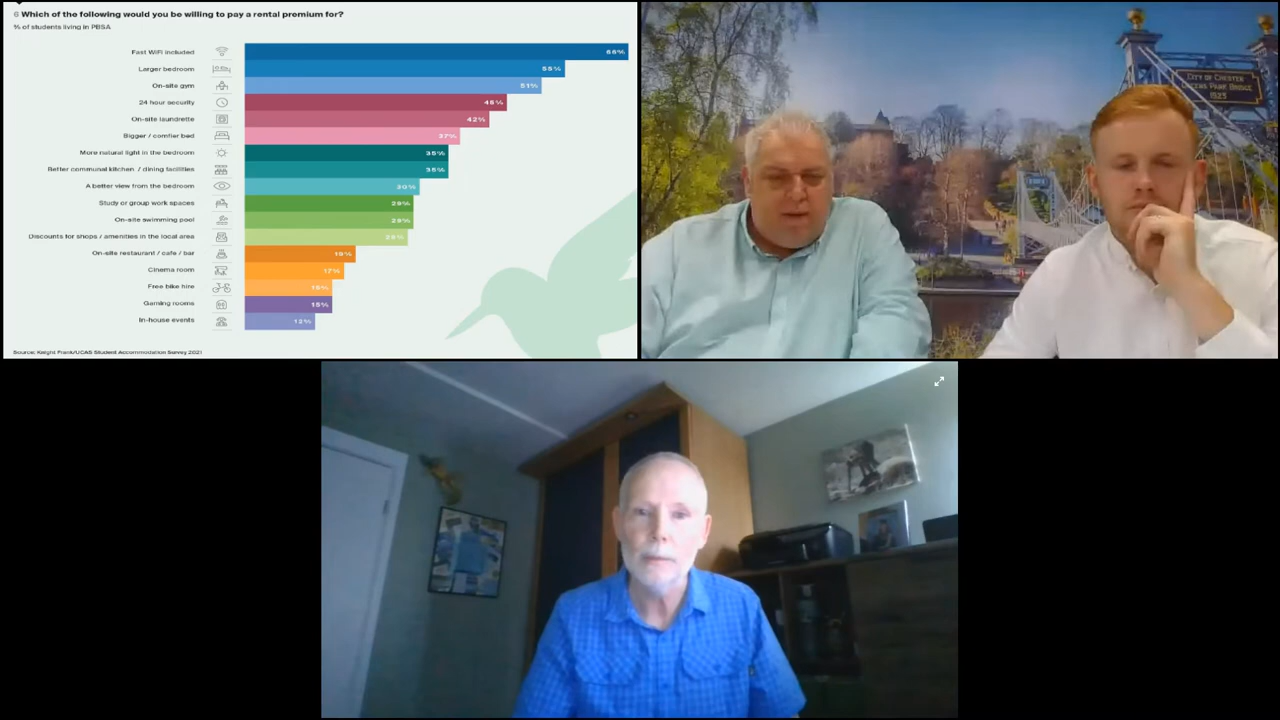 6 Which of the following would you be willing to pay a rental premium for?
% of students living in PBSA
Fast WiFi included 66%
Larger bedroom 55%
On-site gym 51%
24 hour security 45%
On-site laundrette 42%
Bigger / comfier bed 37%
More natural light in the bedroom 35%
Better communal kitchen / dining facilities 35%
A better view from the bedroom 30%
Study or group work spaces 29%
On-site swimming pool 29%
Discounts for shops / amenities in the local area 28%
On-site restaurant / cafe / bar 19%
Cinema room 17%
Free bike hire 15%
Gaming rooms 15%
In-house events 12%
Source: Knight Frank/UCAS Student Accommodation Survey 2021
CITY OF CHESTER
QUEENS PARK BRIDGE
1923